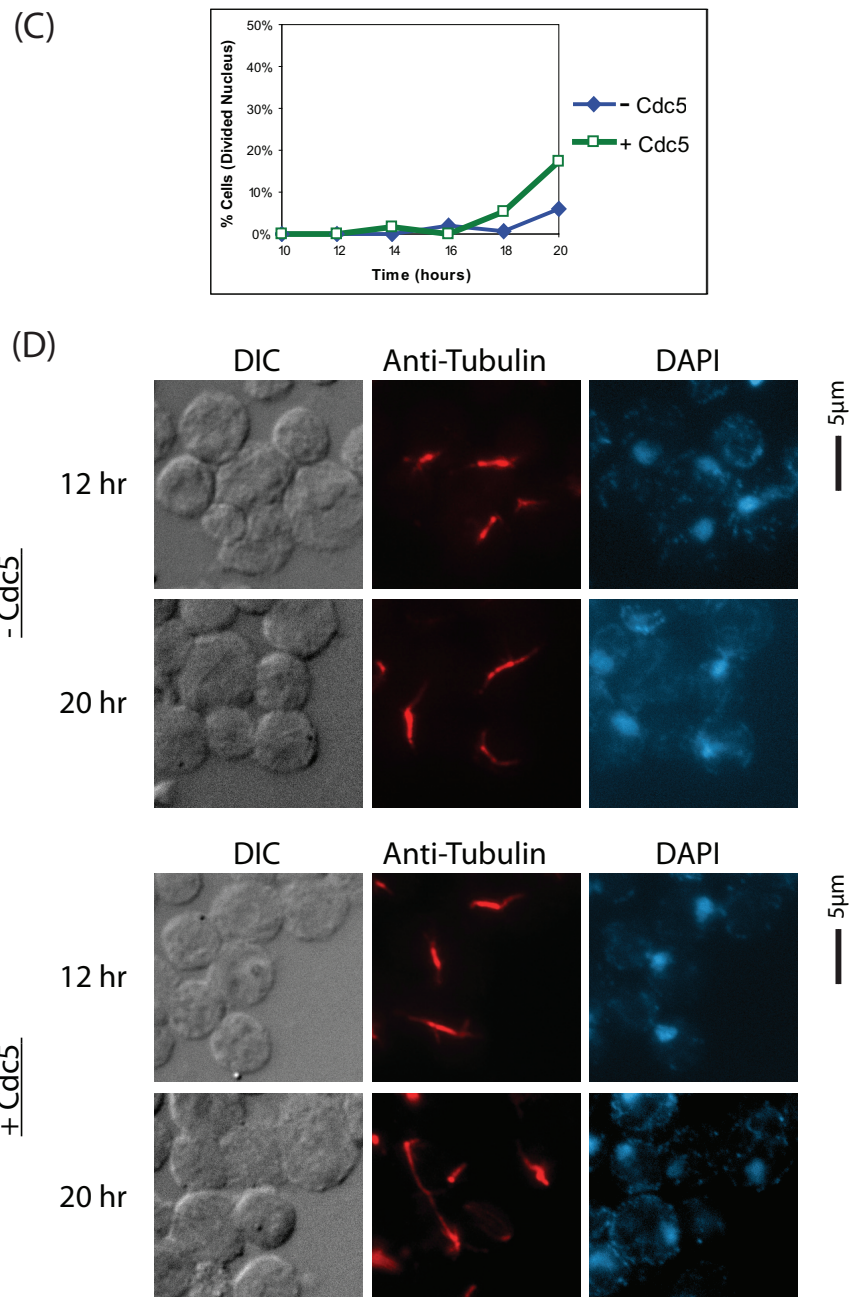 (C)
% Cells (Divided Nucleus)
50%
40%
30%
20%
10%
0%
10 12 14 16 18 20
Time (hours)
- Cdc5
+ Cdc5
(D)
DIC Anti-Tubulin DAPI
5μm
12 hr
- Cdc5
20 hr
DIC Anti-Tubulin DAPI
5μm
12 hr
+ Cdc5
20 hr